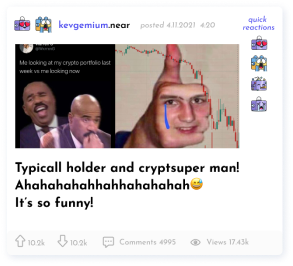 kevgemium.near posted 4.11.2021 4:20
quick
reactions
Me looking at my crypto portfolio last
week vs me looking now
Typicall holder and cryptsuper man!
Ahahahahahhahhahahahah😅
It's so funny!
10.2k 10.2k Comments 4995 Views 17.43k